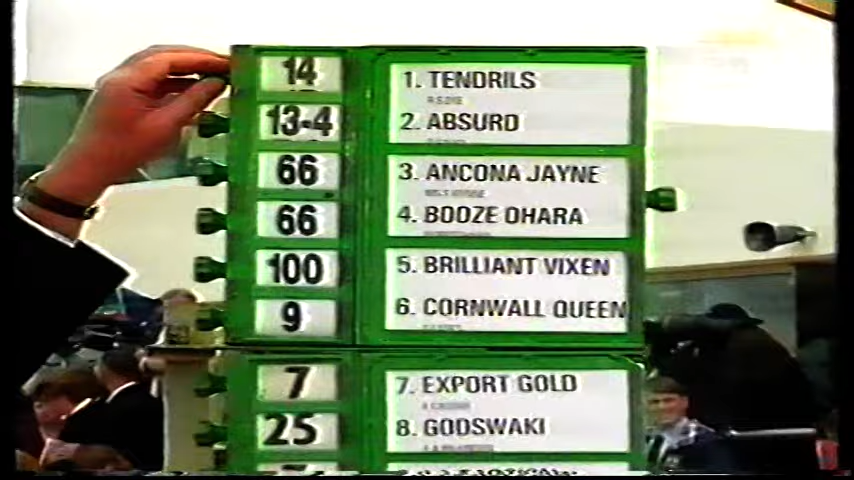 14 1. TENDRILS
13-4 2. ABSURD
66 3. ANCONA JAYNE
66 4. BOOZE OHARA
100 5. BRILLIANT VIXEN
9 6. CORNWALL QUEEN
7 7. EXPORT GOLD
25 8. GODSWAKI